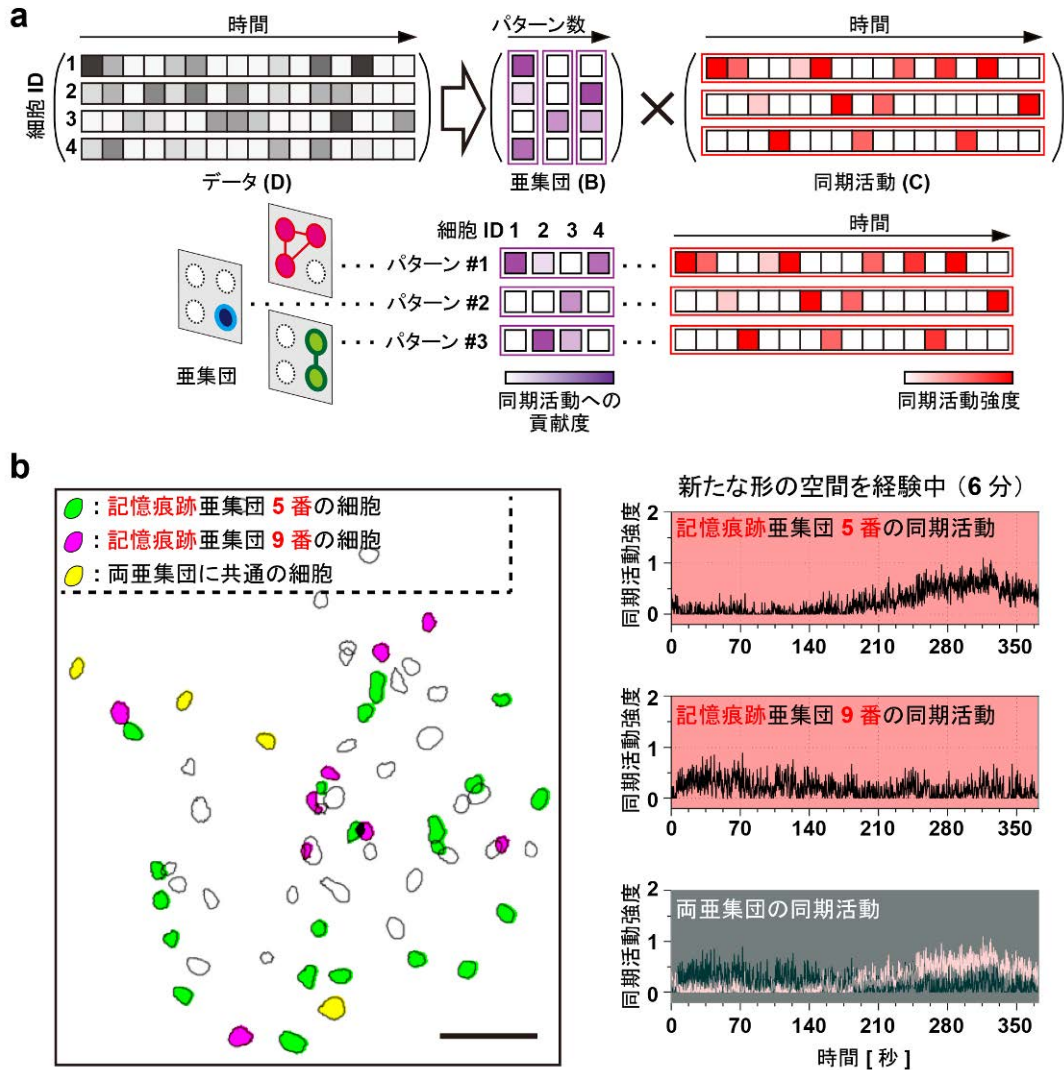 a
時間
パターン数
時間
細胞 ID
1
2
3
4
データ (D)
亜集団 (B)
同期活動 (C)
細胞 ID 1 2 3 4
時間
パターン #1
パターン #2
パターン #3
亜集団
同期活動への
貢献度
同期活動強度
b
: 記憶痕跡亜集団 5 番の細胞
: 記憶痕跡亜集団 9 番の細胞
: 両亜集団に共通の細胞
新たな形の空間を経験中（6 分）
記憶痕跡亜集団 5 番の同期活動
同期活動強度
2
1
0
0 70 140 210 280 350
記憶痕跡亜集団 9 番の同期活動
同期活動強度
2
1
0
0 70 140 210 280 350
両亜集団の同期活動
同期活動強度
2
1
0
0 70 140 210 280 350
時間 [ 秒 ]